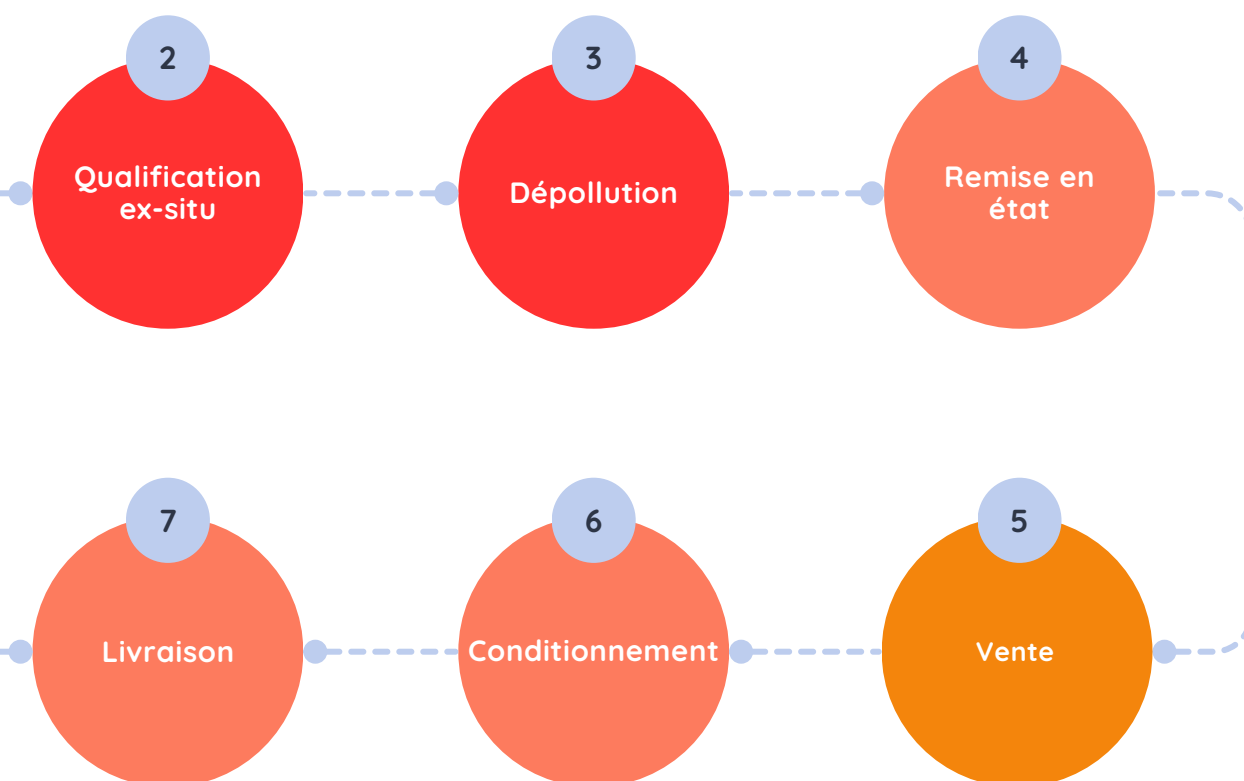 2
Qualification
ex-situ
3
Dépollution
4
Remise en
état
5
Vente
6
Conditionnement
7
Livraison